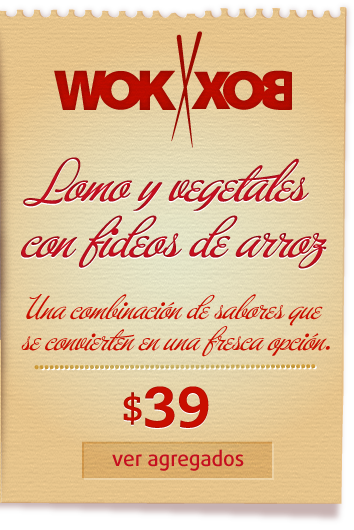 WOK BOX
Lomo y vegetales
con fideos de arroz
Una combinación de sabores que
se convierten en una fresca opción.
$39
ver agregados